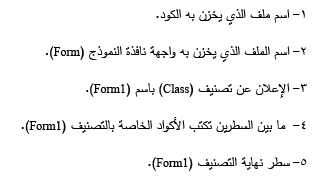 ١- اسم ملف الذي يخزن به الكود.
٢- اسم الملف الذي يخزن به واجهة نافذة النموذج (Form).
٣- الإعلان عن تصنيف (Class) باسم (Form1).
٤- ما بين السطرين تكتب الأكواد الخاصة بالتصنيف (Form1).
٥- سطر نهاية التصنيف (Form1).